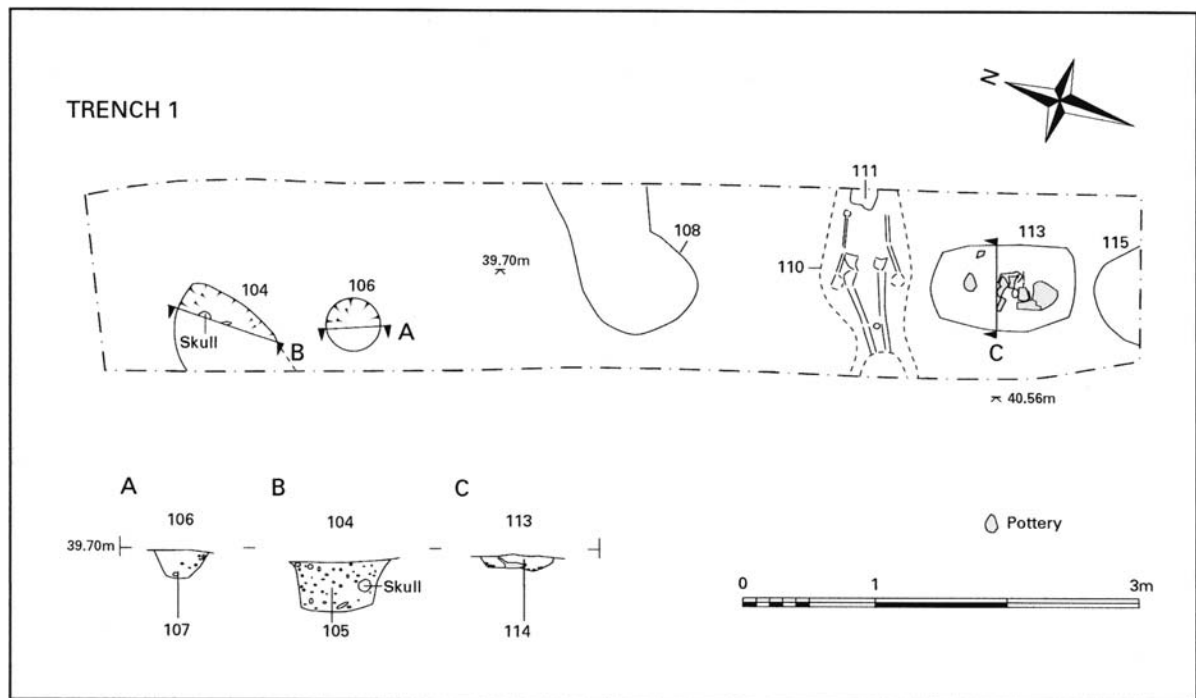 N
TRENCH 1
111
108
113
115
39.70m
110
104
106
A
Skull
B
C
40.56m
A
B
C
106
104
113
Pottery
39.70m
Skull
0 1 3m
107
105
114